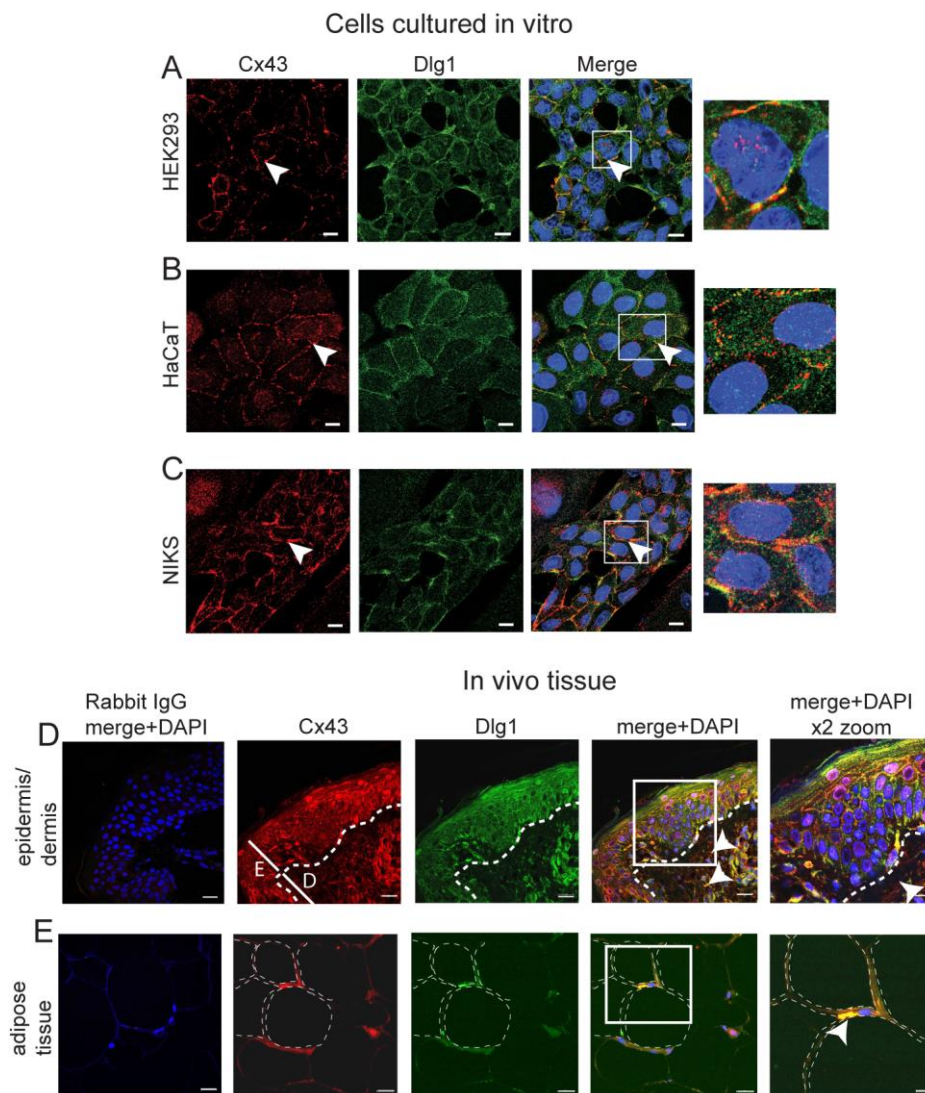 Cells cultured in vitro
A
Cx43
Dlg1
Merge
HEK293
B
HaCaT
C
NIKS
In vivo tissue
D
Rabbit IgG
merge+DAPI
Cx43
Dlg1
merge+DAPI
merge+DAPI
x2 zoom
epidermis/
dermis
E
D
E
adipose
tissue